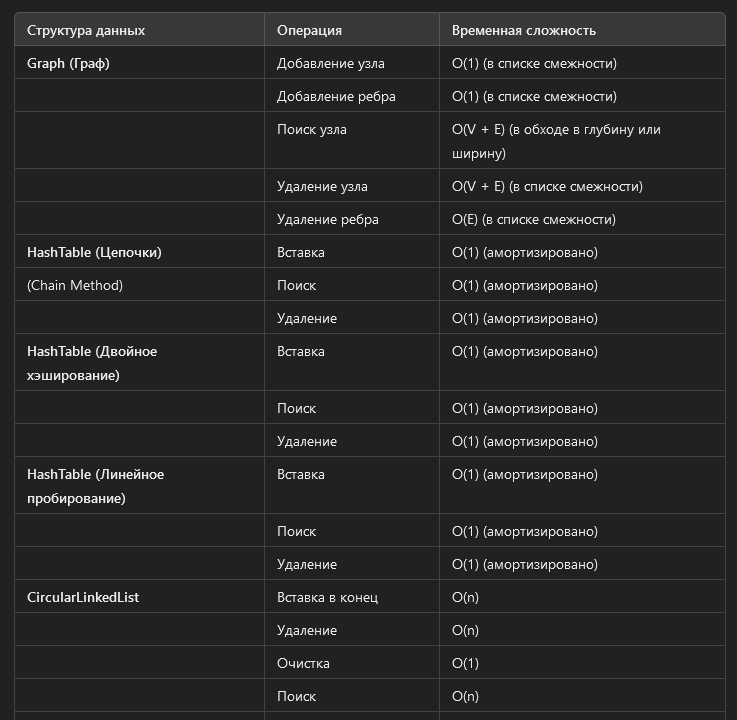 Структура данных Операция Временная сложность
Graph (Граф) Добавление узла O(1) (в списке смежности)
Добавление ребра O(1) (в списке смежности)
Поиск узла O(V + E) (в обходе в глубину или
ширину)
Удаление узла O(V + E) (в списке смежности)
Удаление ребра O(E) (в списке смежности)
HashTable (Цепочки) Вставка O(1) (амортизировано)
(Chain Method) Поиск O(1) (амортизировано)
Удаление O(1) (амортизировано)
HashTable (Двойное Вставка O(1) (амортизировано)
хэширование)
Поиск O(1) (амортизировано)
Удаление O(1) (амортизировано)
HashTable (Линейное Вставка O(1) (амортизировано)
пробирование)
Поиск O(1) (амортизировано)
Удаление O(1) (амортизировано)
CircularLinkedList Вставка в конец O(n)
Удаление O(n)
Очистка O(1)
Поиск O(n)